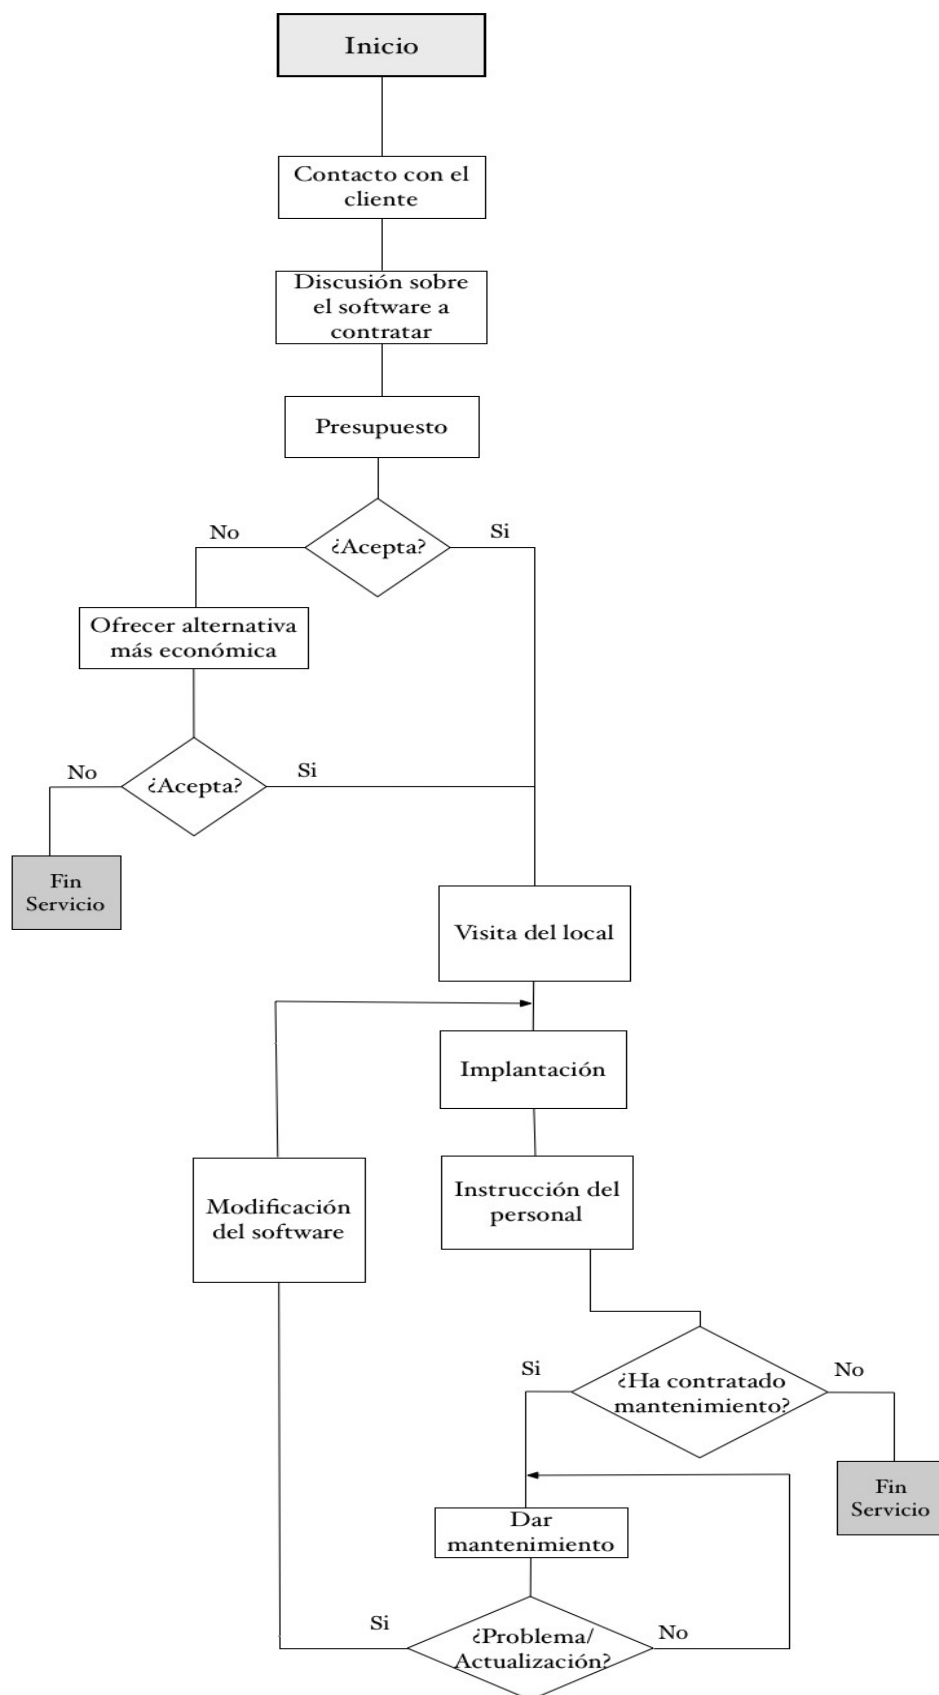 Inicio
Contacto con el
cliente
Discusión sobre
el software a
contratar
Presupuesto
No
Si
¿Acepta?
Ofrecer alternativa
más económica
No
Si
¿Acepta?
Fin
Servicio
Visita del local
Implantación
Modificación
del software
Instrucción del
personal
Si
No
¿Ha contratado
mantenimiento?
Fin
Servicio
Dar
mantenimiento
Si
No
¿Problema/
Actualización?